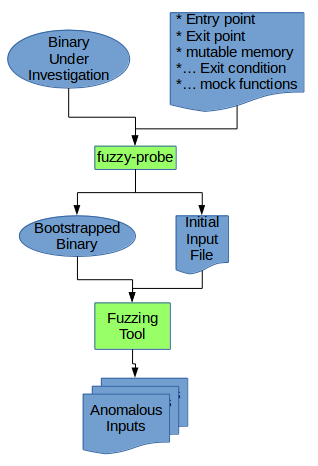 Binary
Under
Investigation
* Entry point
* Exit point
* mutable memory
*... Exit condition
*... mock functions
fuzzy-probe
Bootstrapped
Binary
Initial
Input
File
Fuzzing
Tool
Anomalous
Inputs